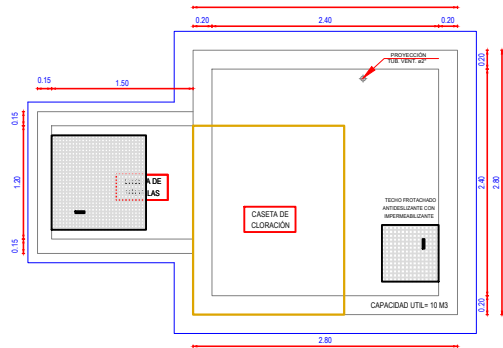 0.20
2.40
0.20
PROYECCIÓN
TUB. VENT. ø2"
0.15
1.50
0.20
0.15
1.20
0.15
A DE
LAS
CASETA DE
CLORACIÓN
TECHO FROTACHADO
ANTIDESLIZANTE CON
IMPERMEABILIZANTE
2.40
2.80
CAPACIDAD UTIL= 10 M3
0.20
2.80